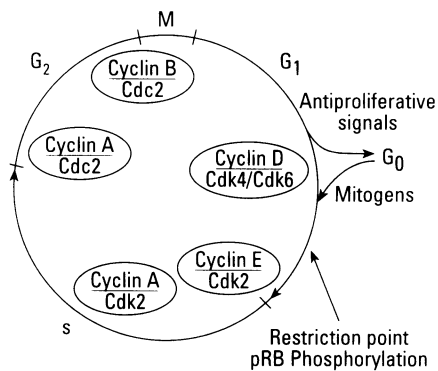 M
G2
G1
Cyclin B
Cdc2
Antiproliferative
signals
Cyclin A
Cdc2
Cyclin D
Cdk4/Cdk6
G0
Mitogens
Cyclin E
Cdk2
Cyclin A
Cdk2
s
Restriction point
pRB Phosphorylation